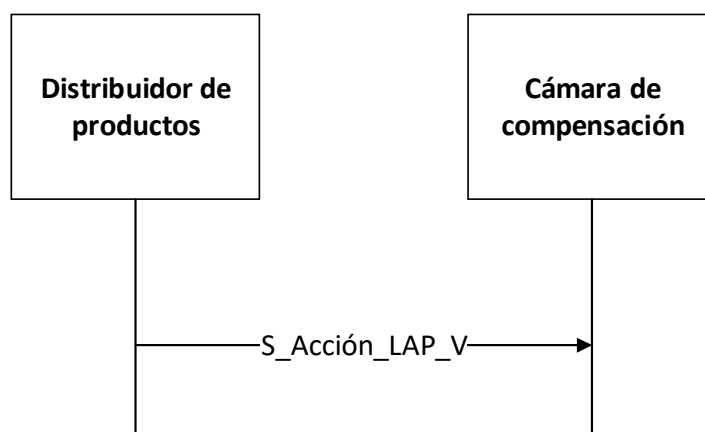 Distribuidor de
productos
Cámara de
compensación
S_Acción_LAP_V